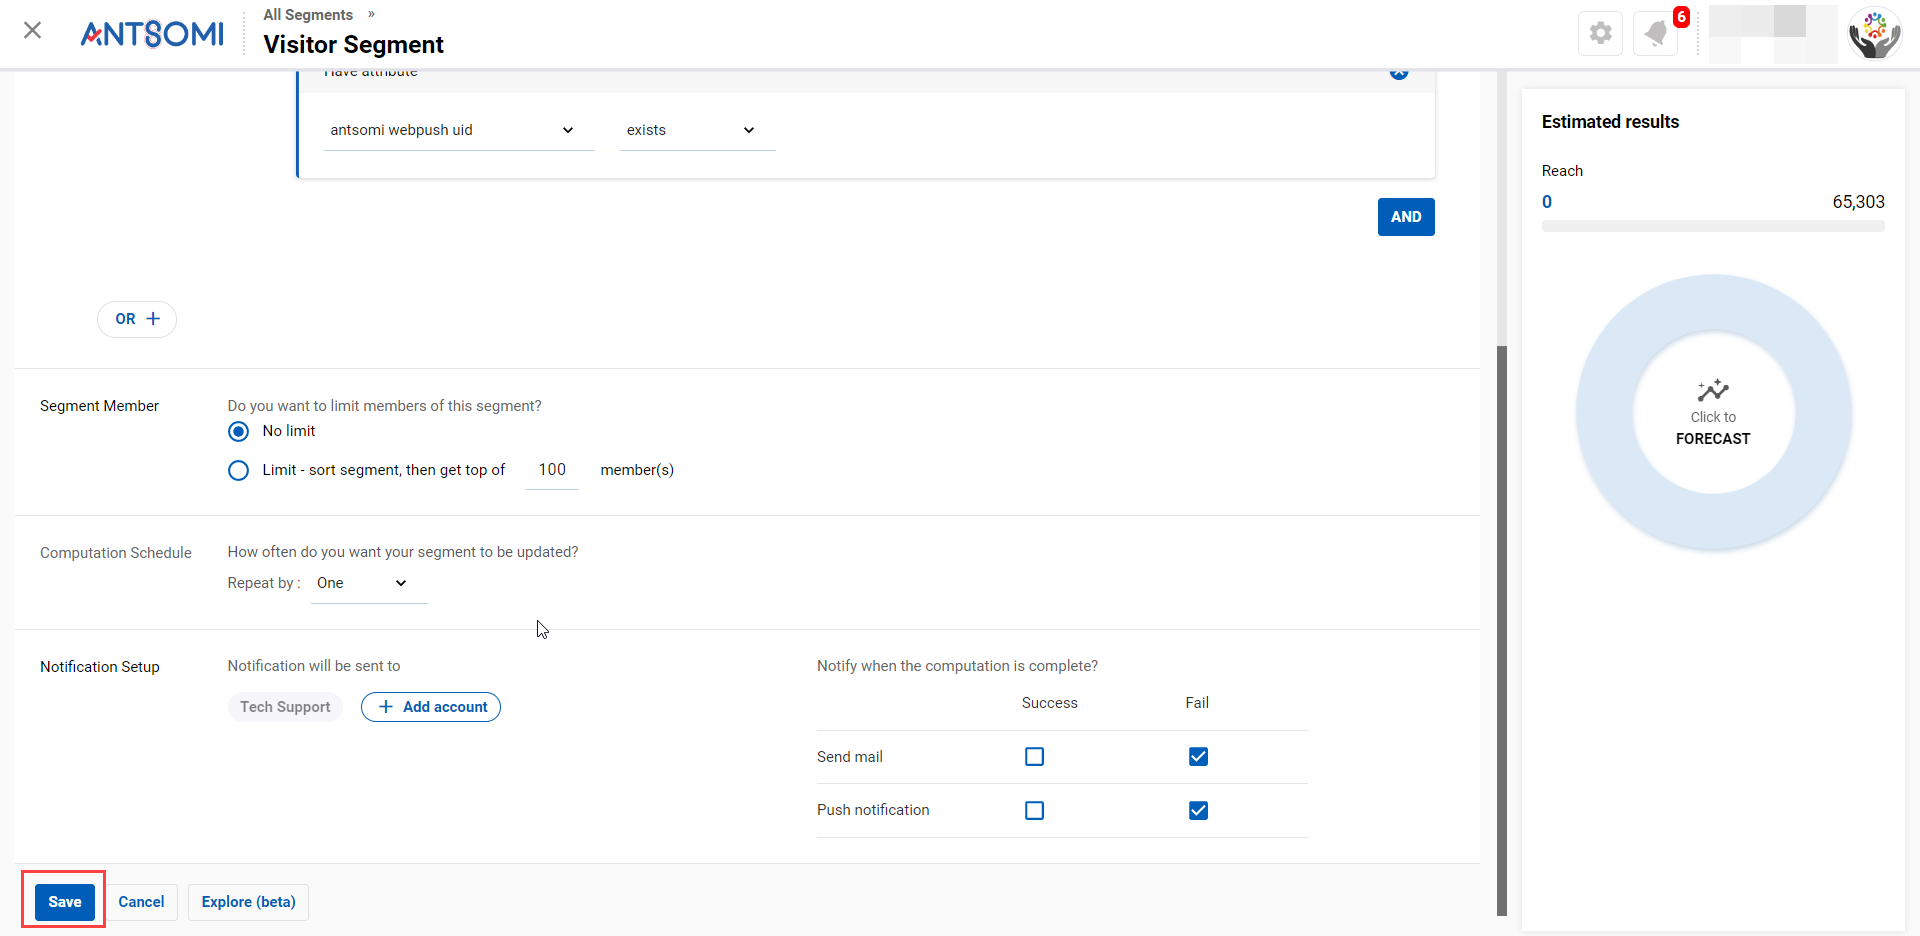 ANTSOMI
All Segments »
Visitor Segment
6
Have attribute
antsomi webpush uid
exists
AND
OR +
Segment Member
Do you want to limit members of this segment?
No limit
Limit - sort segment, then get top of 100 member(s)
Computation Schedule
How often do you want your segment to be updated?
Repeat by : One
Notification Setup
Notification will be sent to
Tech Support
+ Add account
Notify when the computation is complete?
Success Fail
Send mail
Push notification
Save
Cancel
Explore (beta)
Estimated results
Reach
0 65,303
Click to
FORECAST